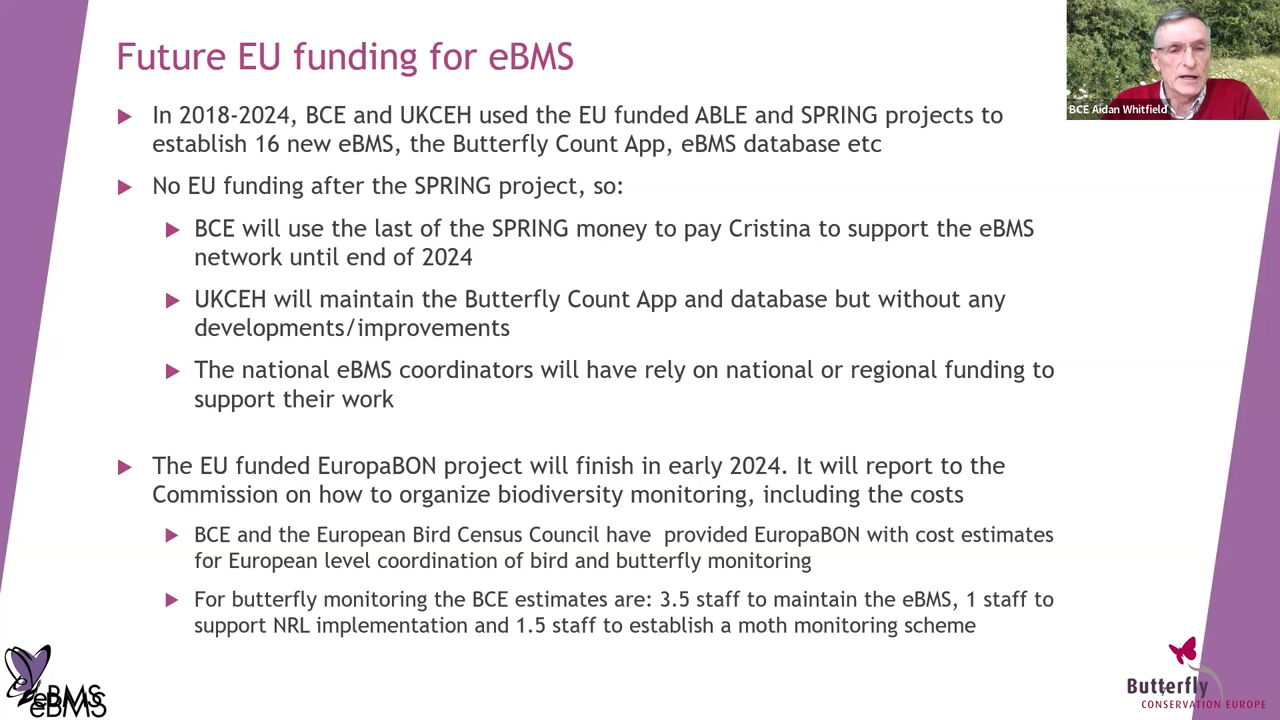 Future EU funding for eBMS
In 2018-2024, BCE and UKCEH used the EU funded ABLE and SPRING projects to
establish 16 new eBMS, the Butterfly Count App, eBMS database etc
No EU funding after the SPRING project, so:
BCE will use the last of the SPRING money to pay Cristina to support the eBMS
network until end of 2024
UKCEH will maintain the Butterfly Count App and database but without any
developments/improvements
The national eBMS coordinators will have rely on national or regional funding to
support their work
The EU funded EuropaBON project will finish in early 2024. It will report to the
Commission on how to organize biodiversity monitoring, including the costs
BCE and the European Bird Census Council have  provided EuropaBON with cost estimates
for European level coordination of bird and butterfly monitoring
For butterfly monitoring the BCE estimates are: 3.5 staff to maintain the eBMS, 1 staff to
support NRL implementation and 1.5 staff to establish a moth monitoring scheme
BCE Aidan Whitfield
eBMS
eBMS
Butterfly
CONSERVATION EUROPE